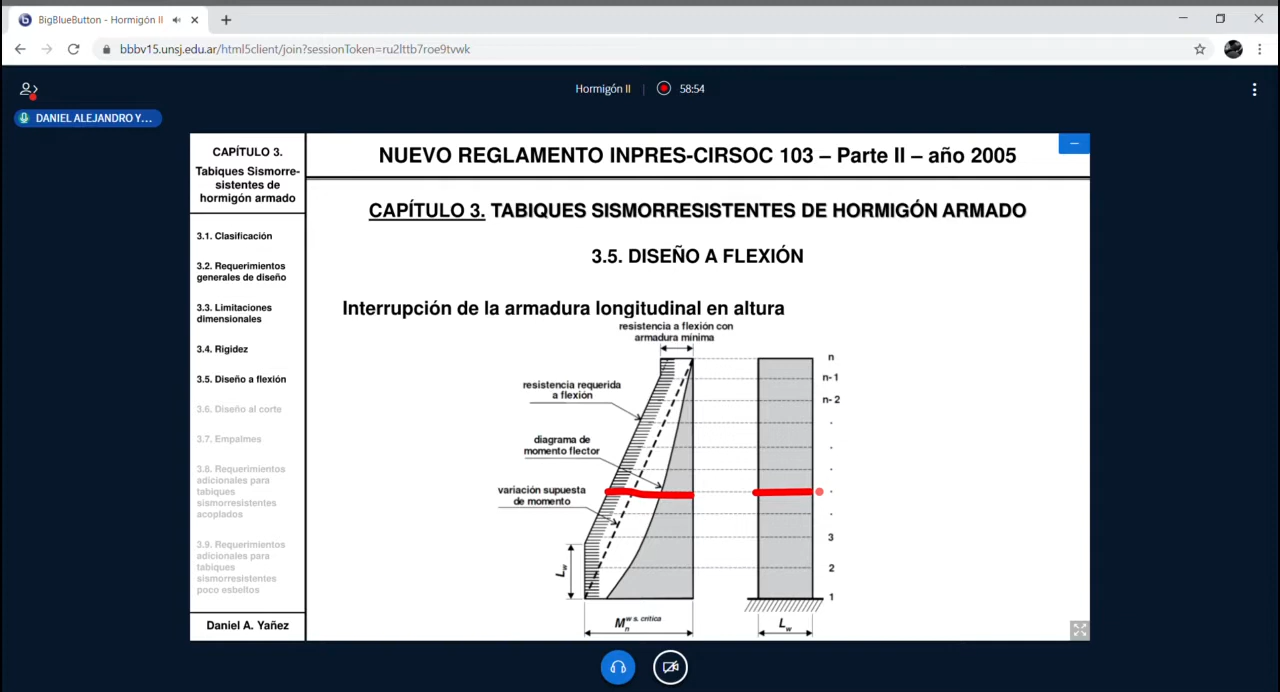 BigBlueButton - Hormigón II
bbbv15.unsj.edu.ar/html5client/join?sessionToken=ru2lttb7roe9tvwk
Hormigón II
58:54
DANIEL ALEJANDRO Y...
CAPÍTULO 3.
Tabiques Sismorre-
sistentes de
hormigón armado
3.1. Clasificación
3.2. Requerimientos
generales de diseño
3.3. Limitaciones
dimensionales
3.4. Rigidez
3.5. Diseño a flexión
3.6. Diseño al corte
3.7. Empalmes
3.8. Requerimientos
adicionales para
tabiques
sismorresistentes
acoplados
3.9. Requerimientos
adicionales para
tabiques
sismorresistentes
poco esbeltos
Daniel A. Yañez
NUEVO REGLAMENTO INPRES-CIRSOC 103 – Parte II – año 2005
CAPÍTULO 3. TABIQUES SISMORRESISTENTES DE HORMIGÓN ARMADO
3.5. DISEÑO A FLEXIÓN
Interrupción de la armadura longitudinal en altura
resistencia a flexión con
armadura mínima
resistencia requerida
a flexión
diagrama de
momento flector
variación supuesta
de momento
Lw
Mn w s. crítica
n
n-1
n-2
3
2
1
Lw